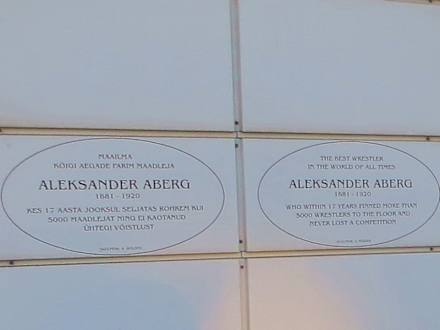 MAAILMA
KÕIGI AEGADE PARIM MAADLEJA
ALEKSANDER ABERG
1881 - 1920
KES 17 AASTA JOOKSUL SELJATAS ROHKEM KUI
5000 MAADLEJAT NING EI KAOTANUD
ÜHTEGI VÕISTLUST
THE BEST WRESTLER
IN THE WORLD OF ALL TIMES
ALEKSANDER ABERG
1881 - 1920
WHO WITHIN 17 YEARS PINNED MORE THAN
5000 WRESTLERS TO THE FLOOR AND
NEVER LOST A COMPETITION